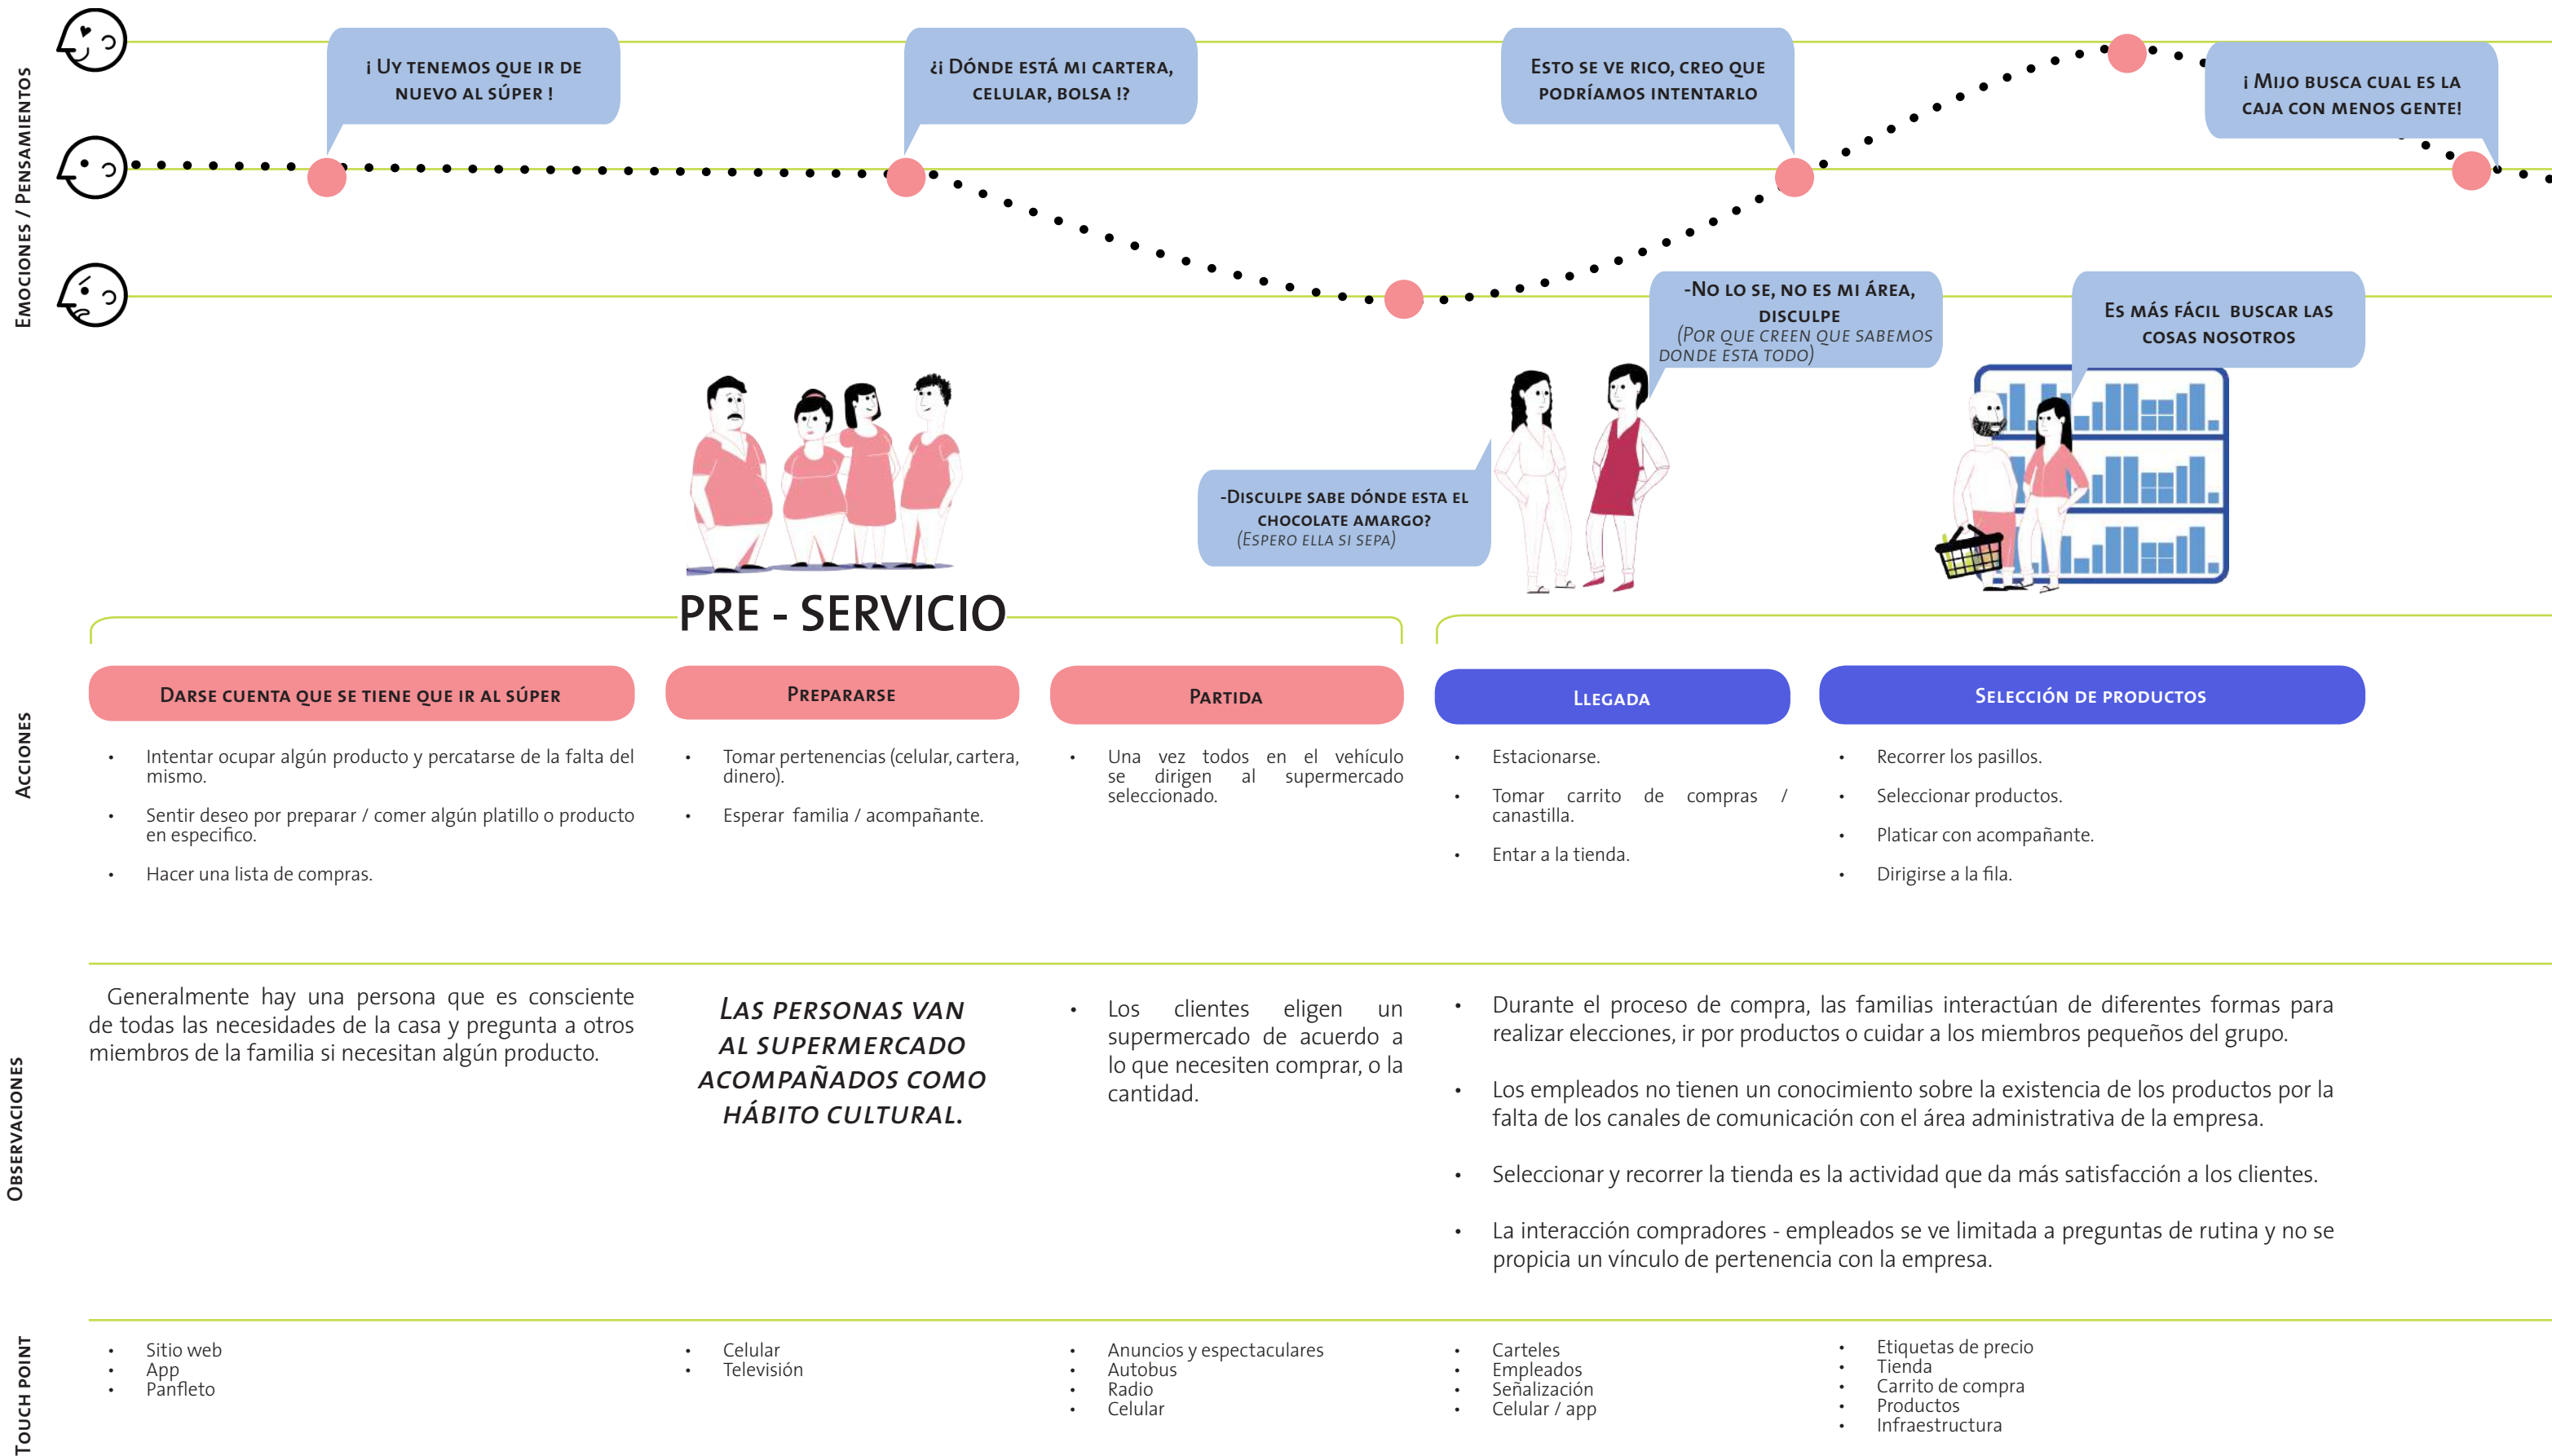 Emociones / Pensamientos
¡ Uy tenemos que ir de
nuevo al súper !
¿¡ Dónde está mi cartera,
celular, bolsa !?
Esto se ve rico, creo que
podríamos intentarlo
¡ Mijo busca cual es la
caja con menos gente!
-No lo se, no es mi área,
disculpe
(Por que creen que sabemos
donde esta todo)
Es más fácil buscar las
cosas nosotros
-Disculpe sabe dónde esta el
chocolate amargo?
(Espero ella si sepa)
PRE - SERVICIO
Acciones
Darse cuenta que se tiene que ir al súper
• Intentar ocupar algún producto y percatarse de la falta del
mismo.
• Sentir deseo por preparar / comer algún platillo o producto
en especifico.
• Hacer una lista de compras.
Prepararse
• Tomar pertenencias (celular, cartera,
dinero).
• Esperar familia / acompañante.
Partida
• Una vez todos en el vehículo
se dirigen al supermercado
seleccionado.
Llegada
• Estacionarse.
• Tomar carrito de compras /
canastilla.
• Entar a la tienda.
Selección de productos
• Recorrer los pasillos.
• Seleccionar productos.
• Platicar con acompañante.
• Dirigirse a la fila.
Observaciones
Generalmente hay una persona que es consciente
de todas las necesidades de la casa y pregunta a otros
miembros de la familia si necesitan algún producto.
Las personas van
al supermercado
acompañados como
hábito cultural.
• Los clientes eligen un
supermercado de acuerdo a
lo que necesiten comprar, o la
cantidad.
• Durante el proceso de compra, las familias interactúan de diferentes formas para
realizar elecciones, ir por productos o cuidar a los miembros pequeños del grupo.
• Los empleados no tienen un conocimiento sobre la existencia de los productos por la
falta de los canales de comunicación con el área administrativa de la empresa.
• Seleccionar y recorrer la tienda es la actividad que da más satisfacción a los clientes.
• La interacción compradores - empleados se ve limitada a preguntas de rutina y no se
propicia un vínculo de pertenencia con la empresa.
Touch point
• Sitio web
• App
• Panfleto
• Celular
• Televisión
• Anuncios y espectaculares
• Autobus
• Radio
• Celular
• Carteles
• Empleados
• Señalización
• Celular / app
• Etiquetas de precio
• Tienda
• Carrito de compra
• Productos
• Infraestructura